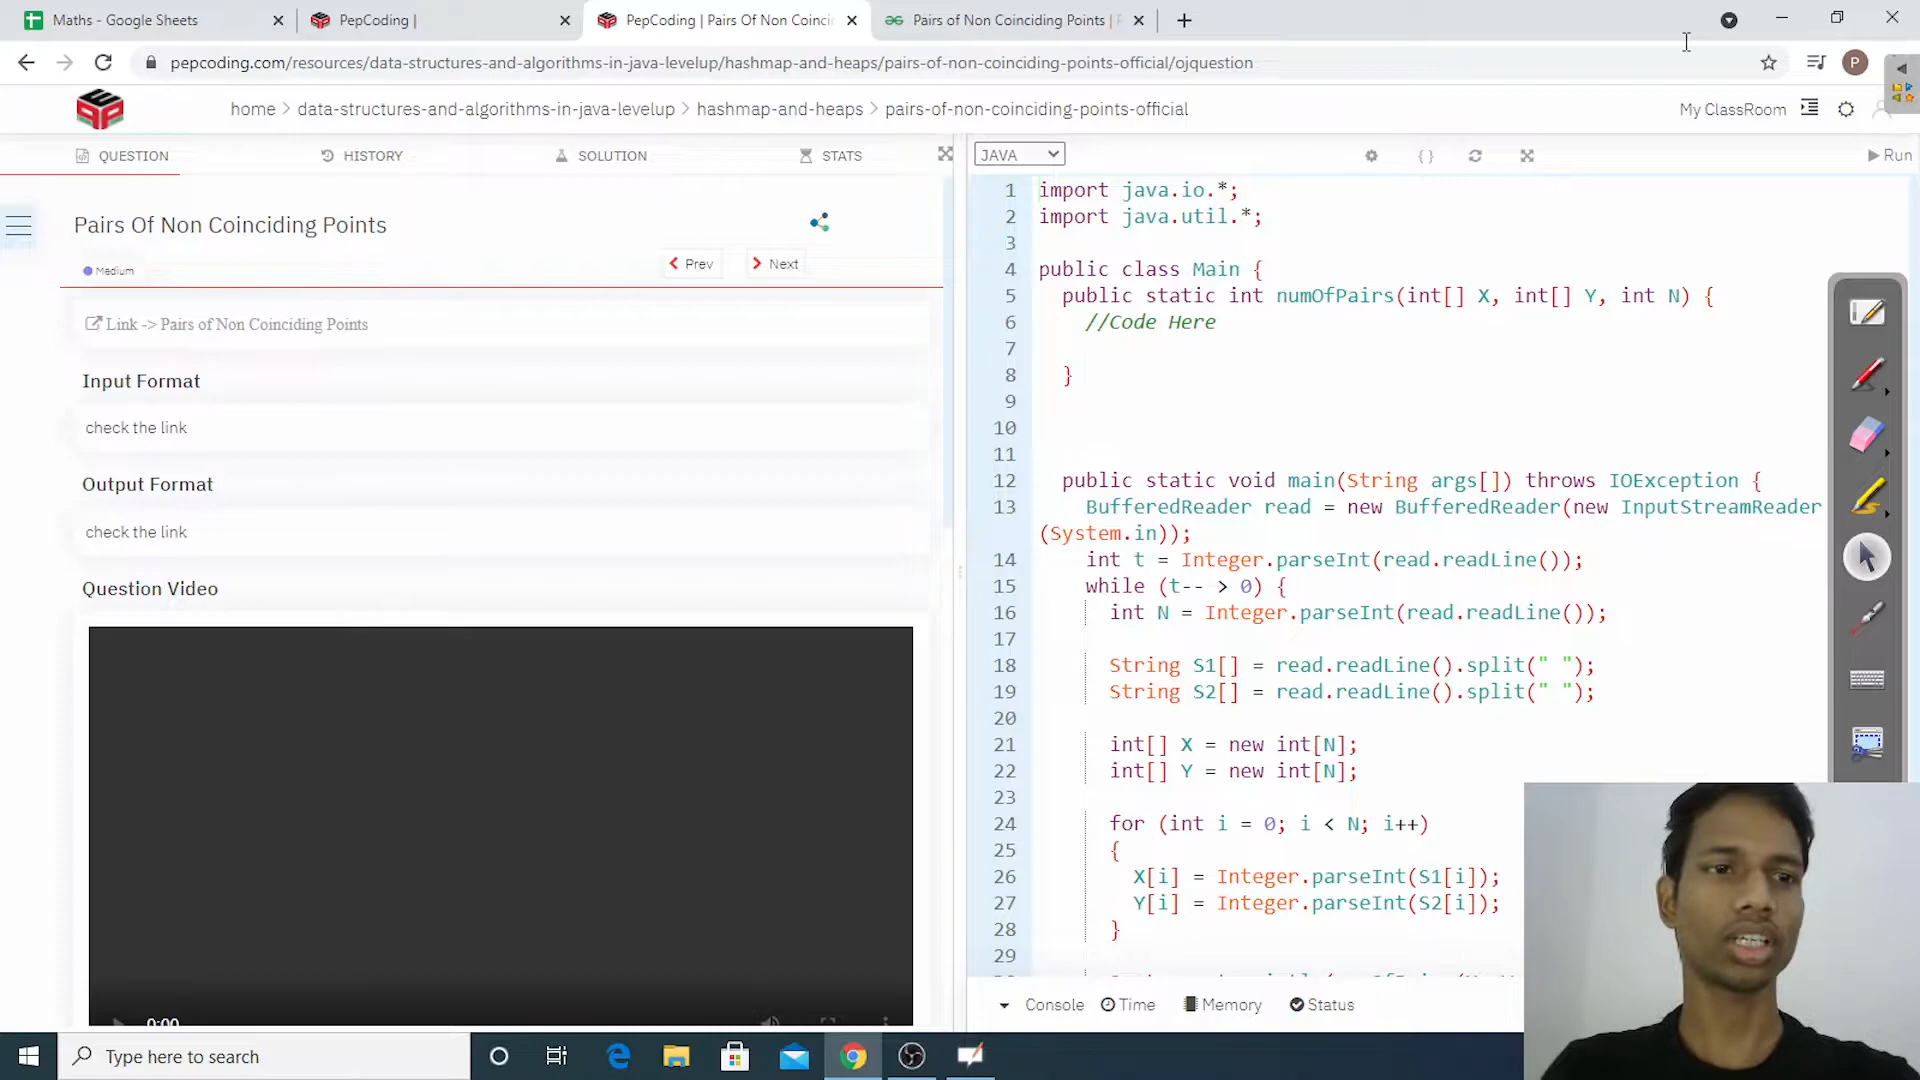 Maths - Google Sheets
PepCoding |
PepCoding | Pairs Of Non Coinci
Pairs of Non Coinciding Points |
pepcoding.com/resources/data-structures-and-algorithms-in-java-levelup/hashmap-and-heaps/pairs-of-non-coinciding-points-official/ojquestion
P
home > data-structures-and-algorithms-in-java-levelup > hashmap-and-heaps > pairs-of-non-coinciding-points-official
My ClassRoom
QUESTION
HISTORY
SOLUTION
STATS
JAVA
Run
Pairs Of Non Coinciding Points
Medium
Prev
Next
Link -> Pairs of Non Coinciding Points
Input Format
check the link
Output Format
check the link
Question Video
0:00
1 import java.io.*;
2 import java.util.*;
3
4 public class Main {
5 public static int numOfPairs(int[] X, int[] Y, int N) {
6 //Code Here
7
8 }
9
10
11
12 public static void main(String args[]) throws IOException {
13 BufferedReader read = new BufferedReader(new InputStreamReader
(System.in));
14 int t = Integer.parseInt(read.readLine());
15 while (t-- > 0) {
16 int N = Integer.parseInt(read.readLine());
17
18 String S1[] = read.readLine().split(" ");
19 String S2[] = read.readLine().split(" ");
20
21 int[] X = new int[N];
22 int[] Y = new int[N];
23
24 for (int i = 0; i < N; i++)
25 {
26 X[i] = Integer.parseInt(S1[i]);
27 Y[i] = Integer.parseInt(S2[i]);
28 }
29
Console
Time
Memory
Status
Type here to search